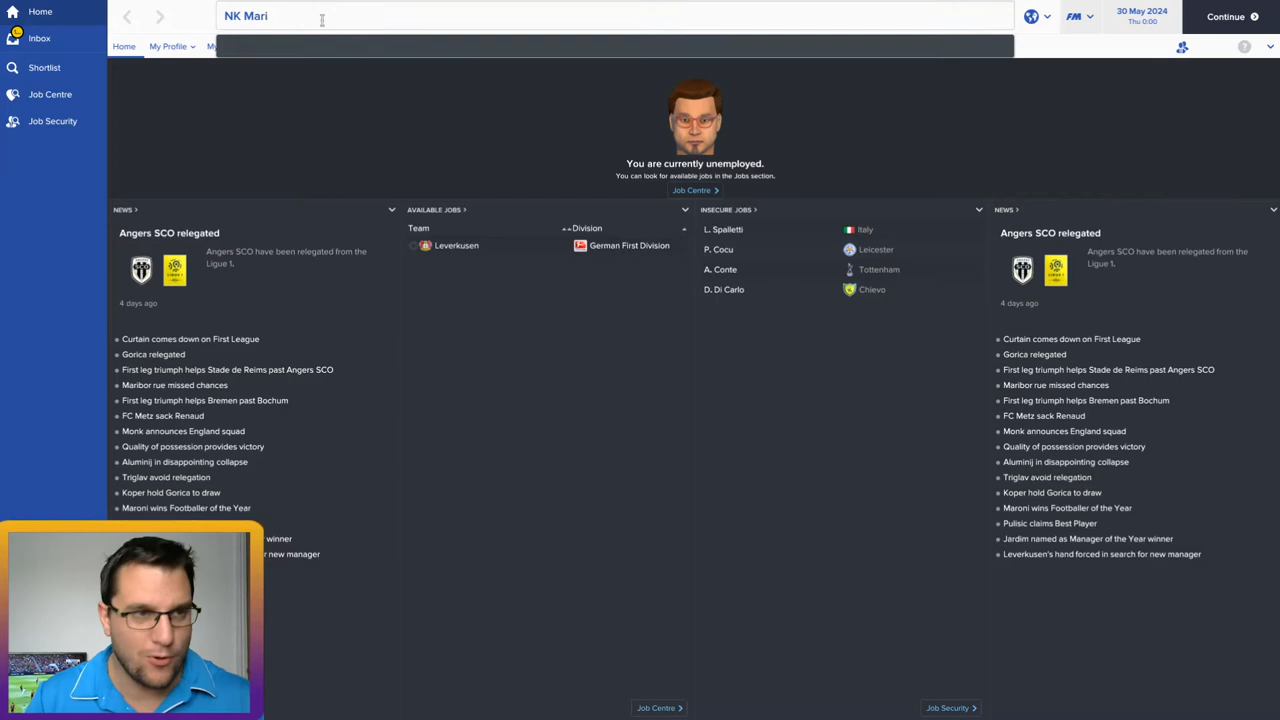 Home
Inbox
Shortlist
Job Centre
Job Security
NK Mari
FM
30 May 2024
Thu 0:00
Continue
Home
My Profile
My
?
You are currently unemployed.
You can look for available jobs in the Jobs section.
Job Centre
NEWS
Angers SCO relegated
Angers SCO have been relegated from the
Ligue 1.
4 days ago
Curtain comes down on First League
Gorica relegated
First leg triumph helps Stade de Reims past Angers SCO
Maribor rue missed chances
First leg triumph helps Bremen past Bochum
FC Metz sack Renaud
Monk announces England squad
Quality of possession provides victory
Aluminij in disappointing collapse
Triglav avoid relegation
Koper hold Gorica to draw
Maroni wins Footballer of the Year
winner
for new manager
AVAILABLE JOBS
Team
Division
Leverkusen
German First Division
Job Centre
INSECURE JOBS
L. Spalletti
Italy
P. Cocu
Leicester
A. Conte
Tottenham
D. Di Carlo
Chievo
Job Security
NEWS
Angers SCO relegated
Angers SCO have been relegated from the
Ligue 1.
4 days ago
Curtain comes down on First League
Gorica relegated
First leg triumph helps Stade de Reims past Angers SCO
Maribor rue missed chances
First leg triumph helps Bremen past Bochum
FC Metz sack Renaud
Monk announces England squad
Quality of possession provides victory
Aluminij in disappointing collapse
Triglav avoid relegation
Koper hold Gorica to draw
Maroni wins Footballer of the Year
Pulisic claims Best Player
Jardim named as Manager of the Year winner
Leverkusen's hand forced in search for new manager